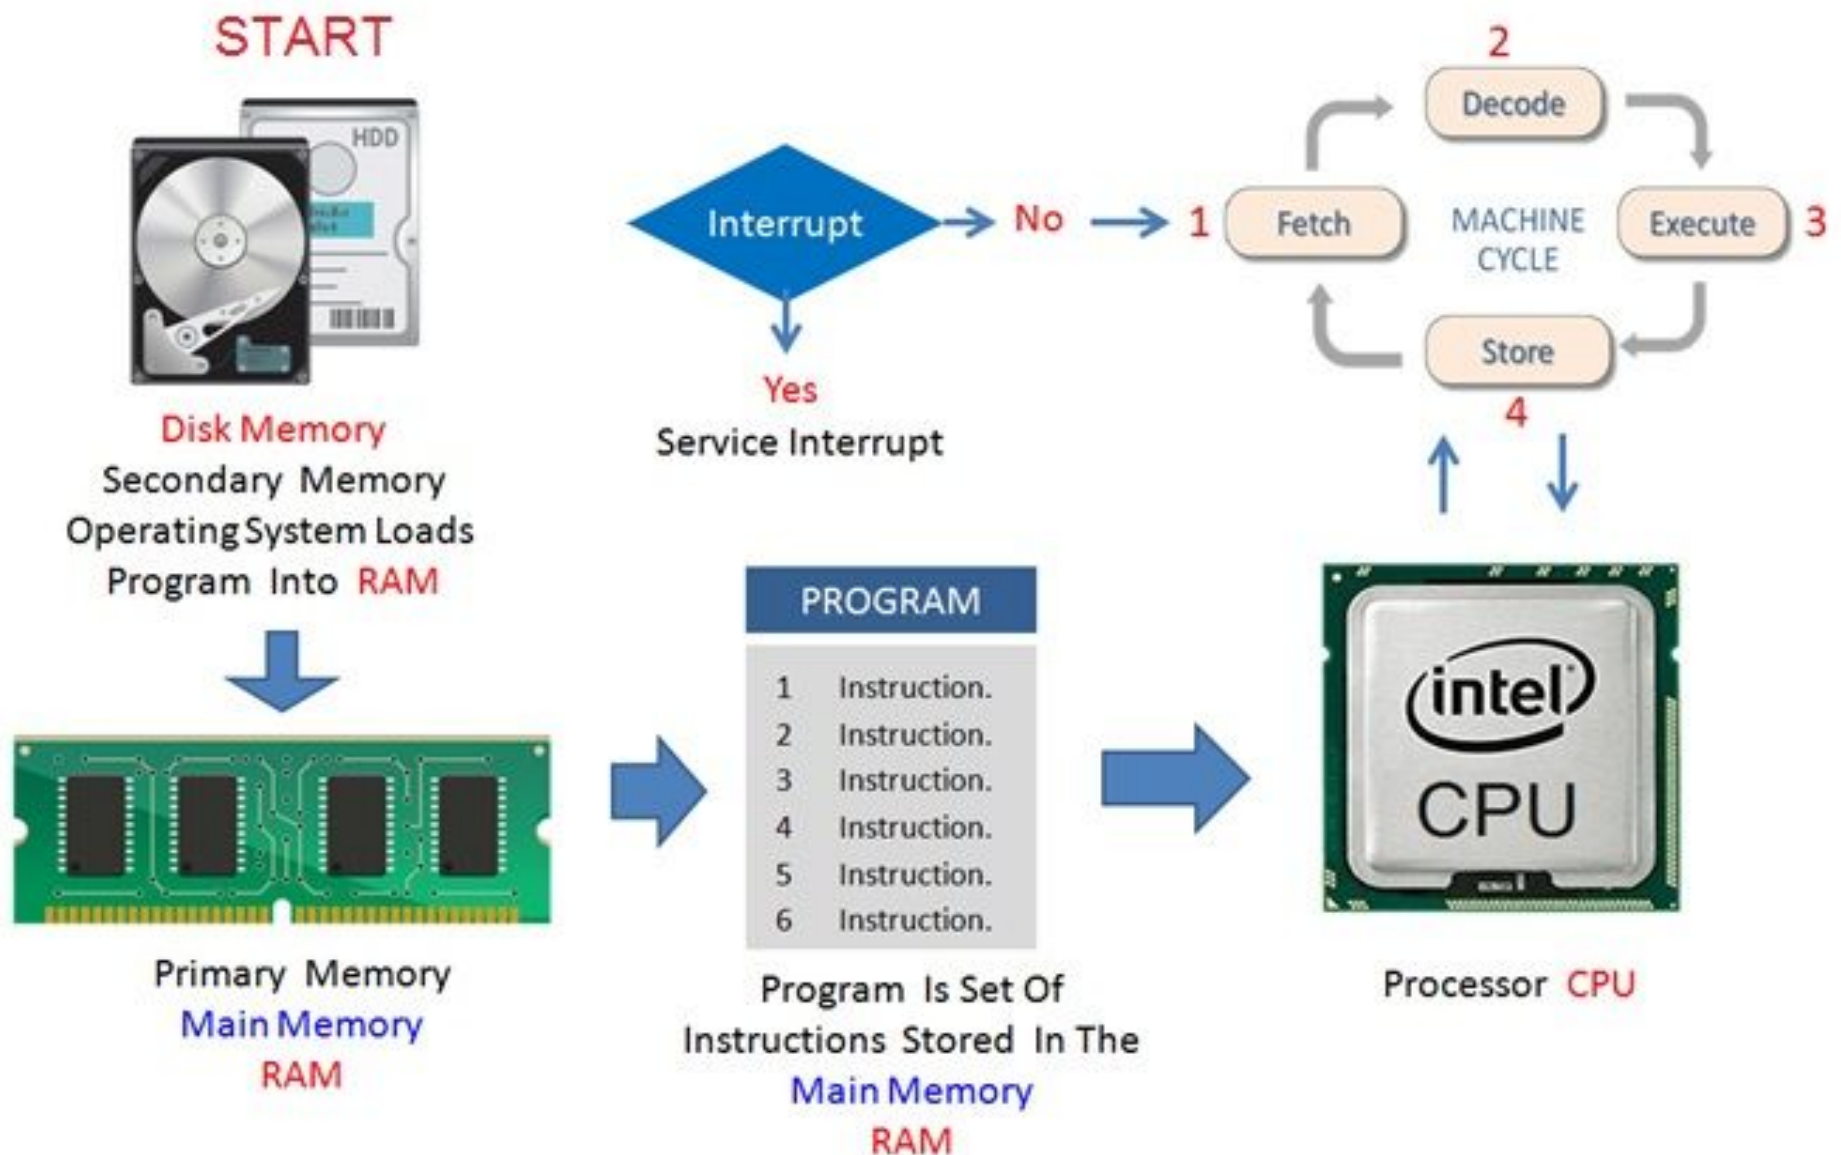 START
HDD
Disk Memory
Secondary Memory
Operating System Loads
Program Into RAM
Primary Memory
Main Memory
RAM
Interrupt
No
Yes
Service Interrupt
PROGRAM
1 Instruction.
2 Instruction.
3 Instruction.
4 Instruction.
5 Instruction.
6 Instruction.
Program Is Set Of
Instructions Stored In The
Main Memory
RAM
2
Decode
1
Fetch
MACHINE
CYCLE
Execute
3
Store
4
intel
CPU
Processor CPU